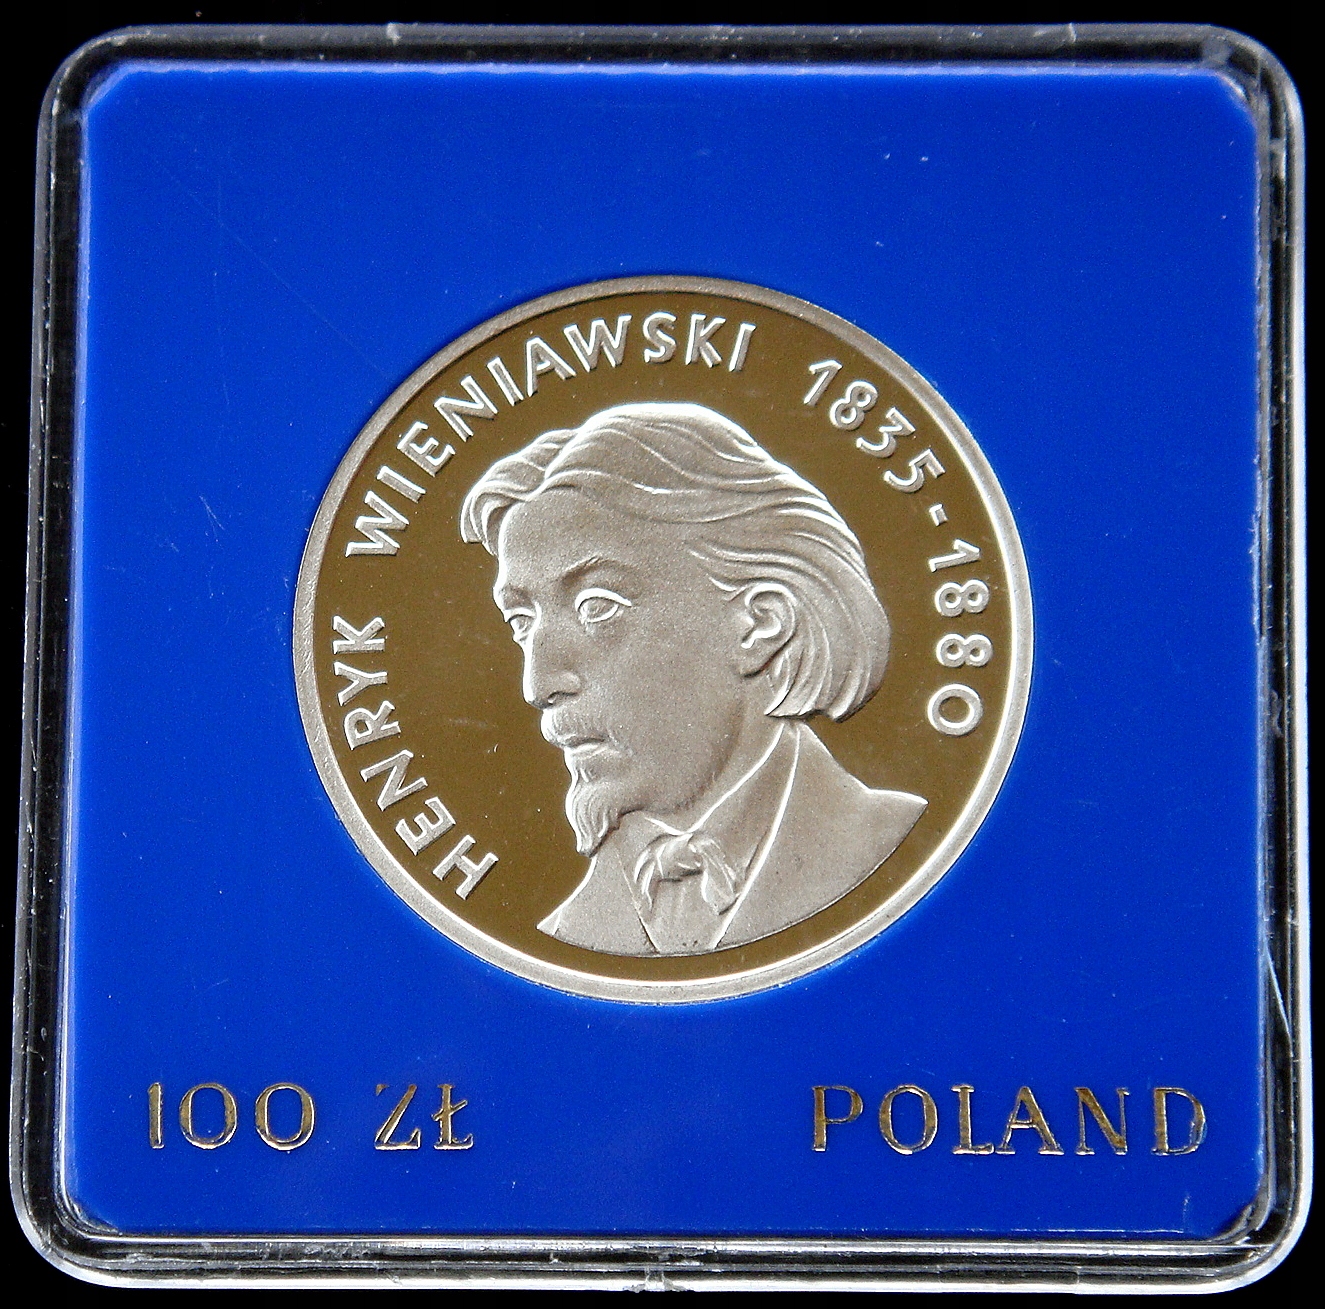 HENRYK WIENIAWSKI 1835-1880
100 ZŁ
POLAND